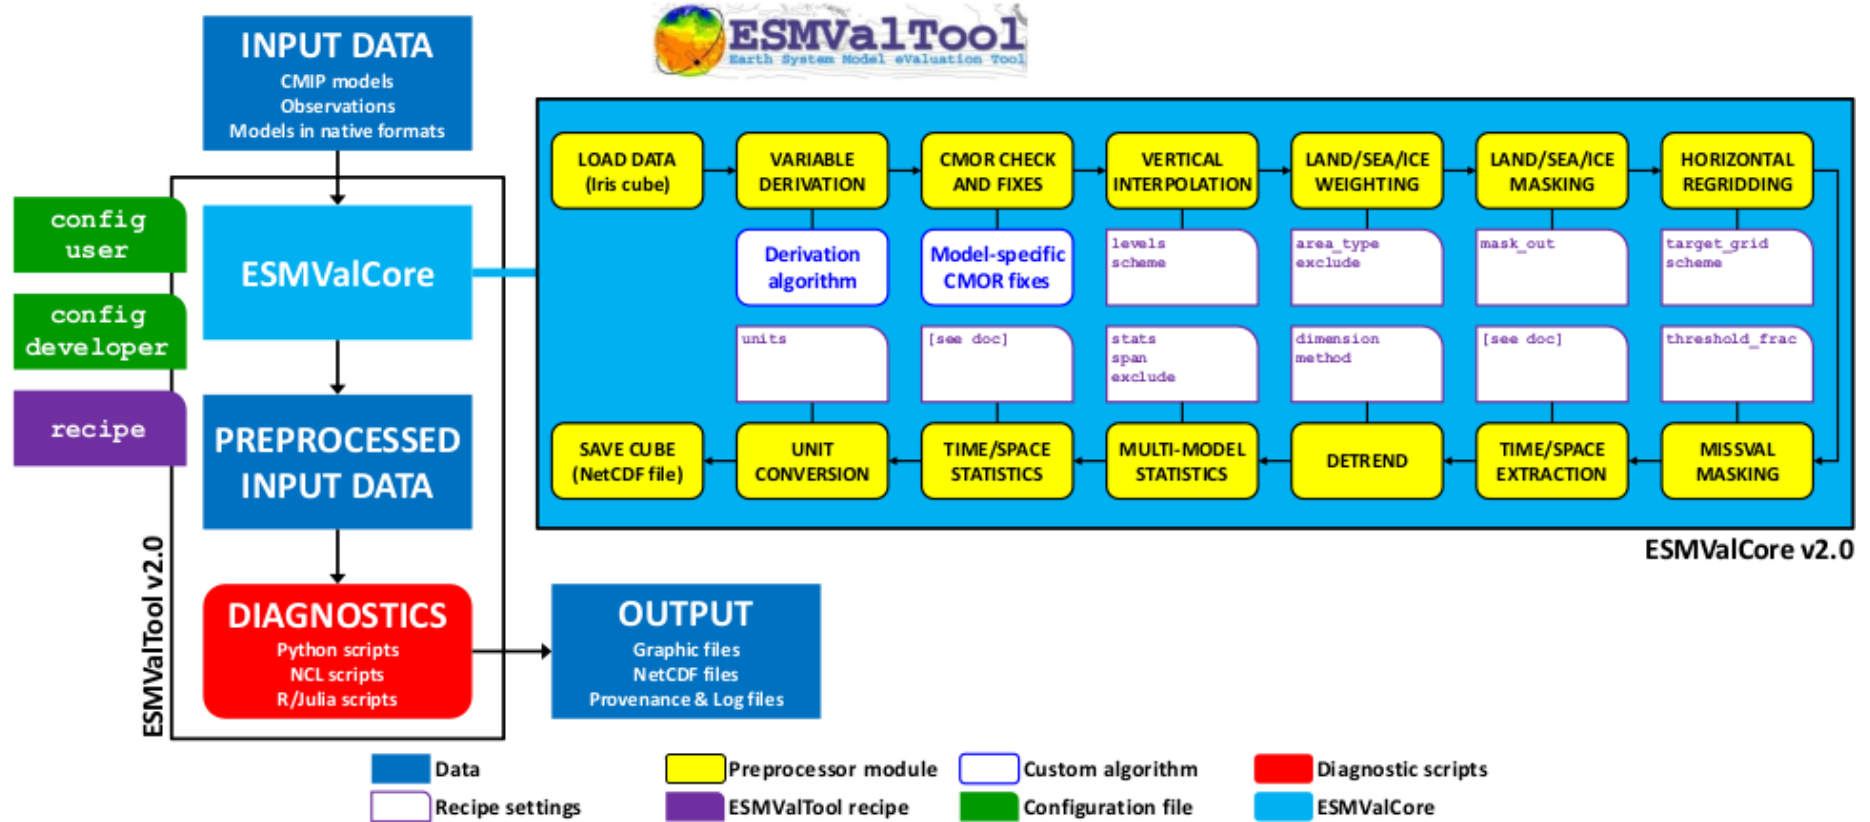 ESMValTool
Earth System Model eValuation Tool
INPUT DATA
CMIP models
Observations
Models in native formats
config
user
config
developer
recipe
ESMValCore
PREPROCESSED
INPUT DATA
ESMValTool v2.0
DIAGNOSTICS
Python scripts
NCL scripts
R/Julia scripts
OUTPUT
Graphic files
NetCDF files
Provenance & Log files
LOAD DATA
(Iris cube)
VARIABLE
DERIVATION
CMOR CHECK
AND FIXES
VERTICAL
INTERPOLATION
LAND/SEA/ICE
WEIGHTING
LAND/SEA/ICE
MASKING
HORIZONTAL
REGRIDDING
Derivation
algorithm
Model-specific
CMOR fixes
levels
scheme
area_type
exclude
mask_out
target_grid
scheme
units
[see doc]
stats
span
exclude
dimension
method
[see doc]
threshold_frac
SAVE CUBE
(NetCDF file)
UNIT
CONVERSION
TIME/SPACE
STATISTICS
MULTI-MODEL
STATISTICS
DETREND
TIME/SPACE
EXTRACTION
MISSVAL
MASKING
ESMValCore v2.0
Data
Preprocessor module
Custom algorithm
Diagnostic scripts
Recipe settings
ESMValTool recipe
Configuration file
ESMValCore